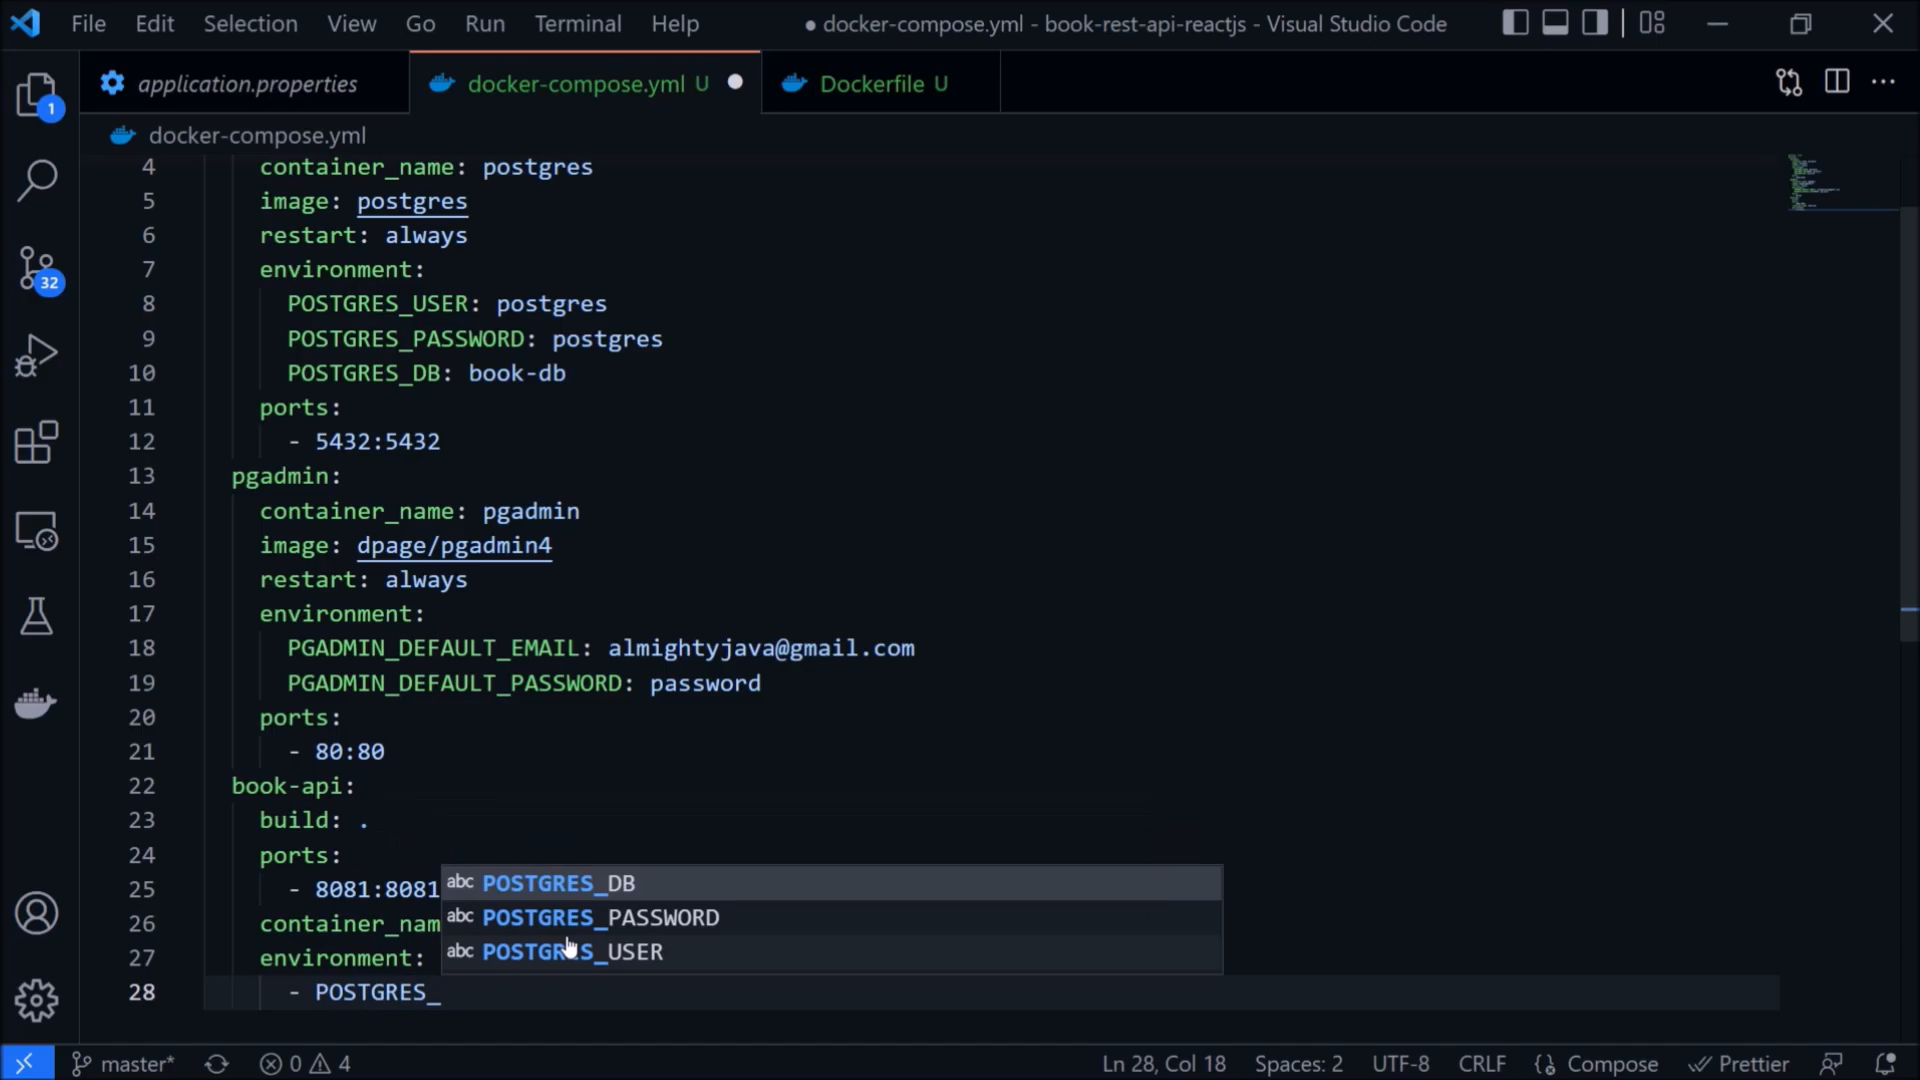 File Edit Selection View Go Run Terminal Help ● docker-compose.yml - book-rest-api-reactjs - Visual Studio Code
application.properties docker-compose.yml U Dockerfile U
1
docker-compose.yml
4 container_name: postgres
5 image: postgres
6 restart: always
7 environment:
8 POSTGRES_USER: postgres
9 POSTGRES_PASSWORD: postgres
10 POSTGRES_DB: book-db
11 ports:
12 - 5432:5432
13 pgadmin:
14 container_name: pgadmin
15 image: dpage/pgadmin4
16 restart: always
17 environment:
18 PGADMIN_DEFAULT_EMAIL: almightyjava@gmail.com
19 PGADMIN_DEFAULT_PASSWORD: password
20 ports:
21 - 80:80
22 book-api:
23 build: .
24 ports:
25 - 8081:8081
26 container_nam
27 environment:
28 - POSTGRES_
abc POSTGRES_DB
abc POSTGRES_PASSWORD
abc POSTGRES_USER
32
master* 0 4 Ln 28, Col 18 Spaces: 2 UTF-8 CRLF Compose Prettier